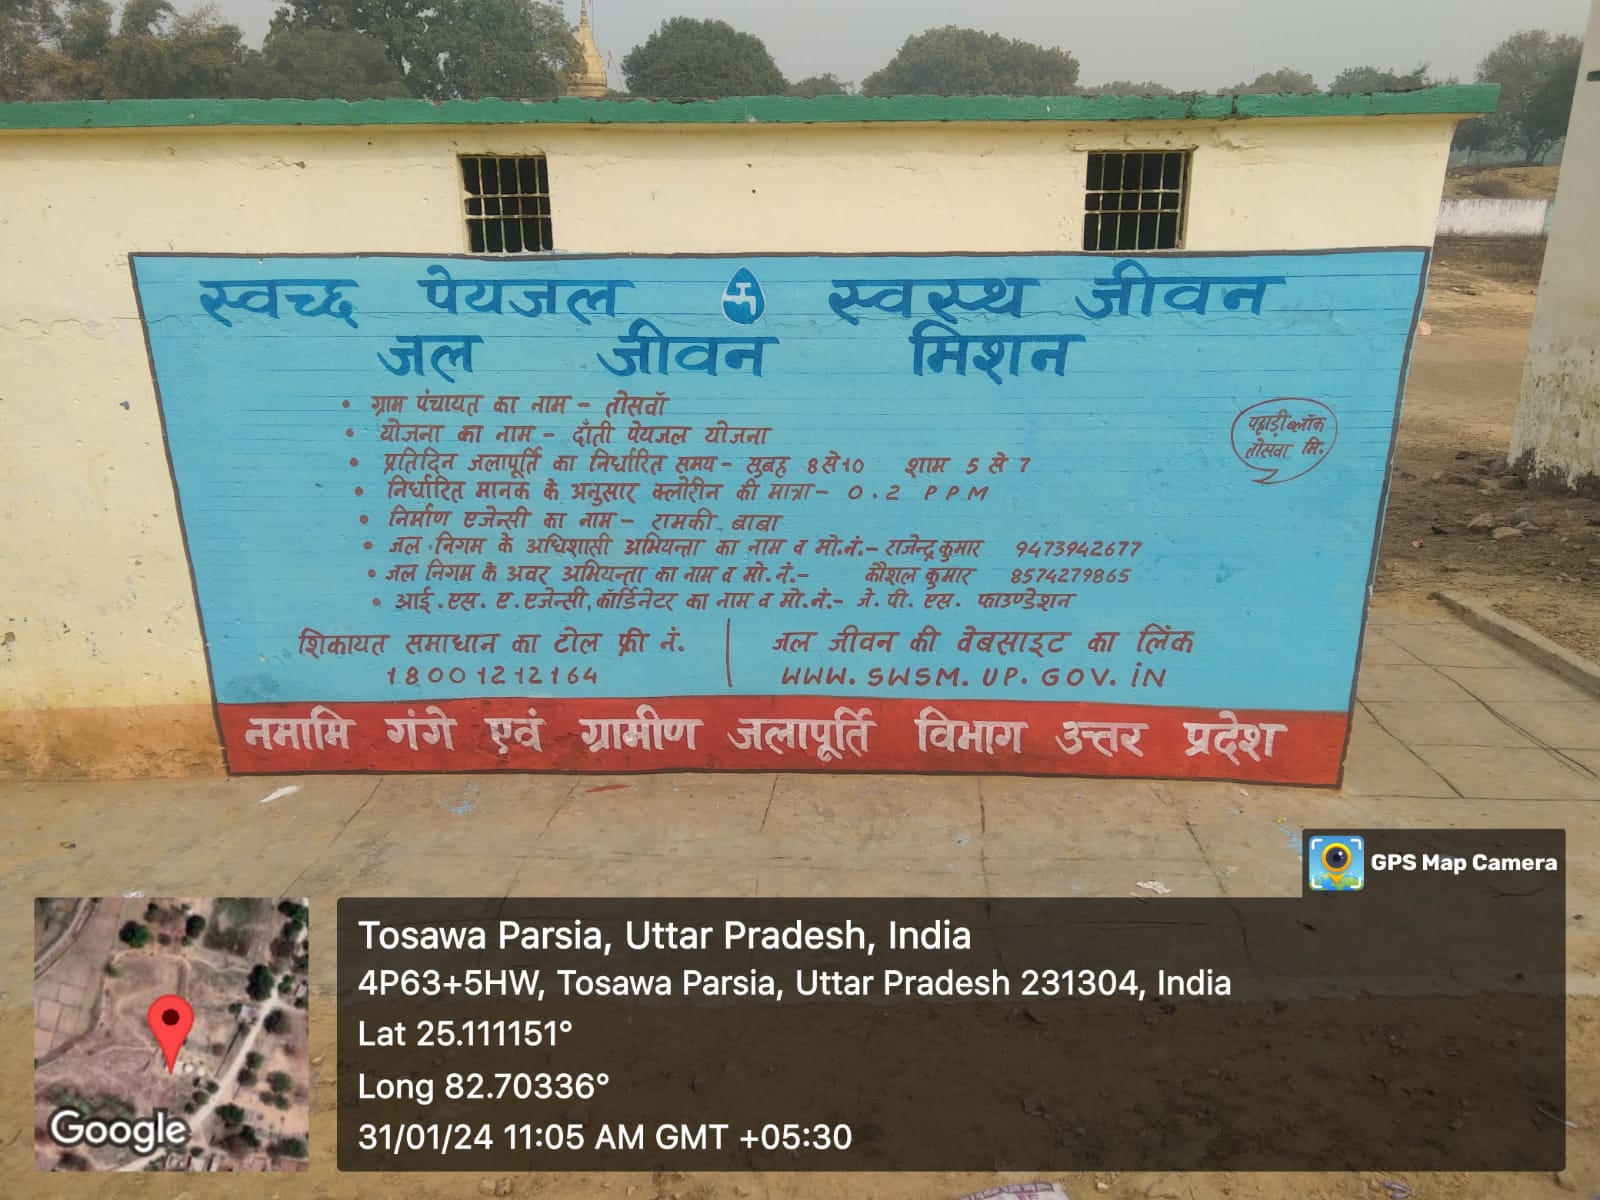 स्वच्छ पेयजल स्वस्थ जीवन
जल जीवन मिशन
• ग्राम पंचायत का नाम - तोसवाँ
• योजना का नाम - दाँती पेयजल योजना
• प्रतिदिन जलापूर्ति का निर्धारित समय - सुबह 8 से 10 शाम 5 से 7
• निर्धारित मानक के अनुसार क्लोरीन की मात्रा - 0.2 PPM
• निर्माण एजेन्सी का नाम - रामकी बाबा
• जल निगम के अधिशासी अभियन्ता का नाम व मो.नं.- राजेन्द्र कुमार 9473942677
• जल निगम के अवर अभियन्ता का नाम व मो.नं.- कौशल कुमार 8574279865
• आई.एस.ए.एजेन्सी, कॉर्डिनेटर का नाम व मो.नं.- जे.पी.एस. फाउण्डेशन
पहाड़ी ब्लॉक
तोसवां मि.
शिकायत समाधान का टोल फ्री नं.
18001212164
जल जीवन की वेबसाइट का लिंक
WWW.SWSM.UP.GOV.IN
नमामि गंगे एवं ग्रामीण जलापूर्ति विभाग उत्तर प्रदेश
GPS Map Camera
Tosawa Parsia, Uttar Pradesh, India
4P63+5HW, Tosawa Parsia, Uttar Pradesh 231304, India
Lat 25.111151°
Long 82.70336°
31/01/24 11:05 AM GMT +05:30
Google